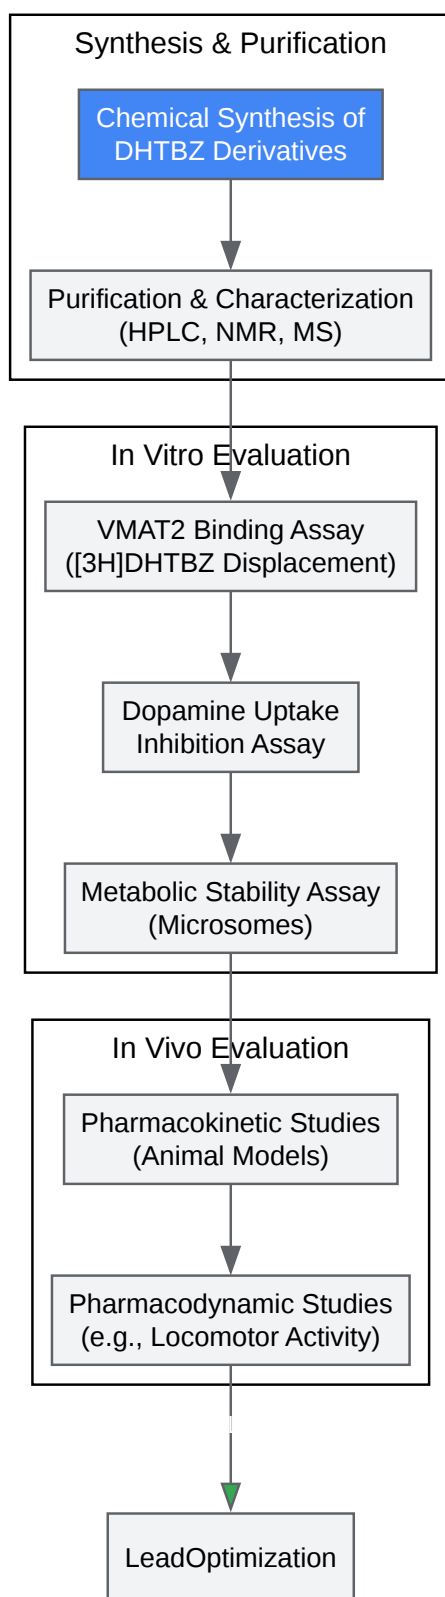 Synthesis & Purification
Chemical Synthesis of
DHTBZ Derivatives
Purification & Characterization
(HPLC, NMR, MS)
In Vitro Evaluation
VMAT2 Binding Assay
([3H]DHTBZ Displacement)
Dopamine Uptake
Inhibition Assay
Metabolic Stability Assay
(Microsomes)
In Vivo Evaluation
Pharmacokinetic Studies
(Animal Models)
Pharmacodynamic Studies
(e.g., Locomotor Activity)
LeadOptimization